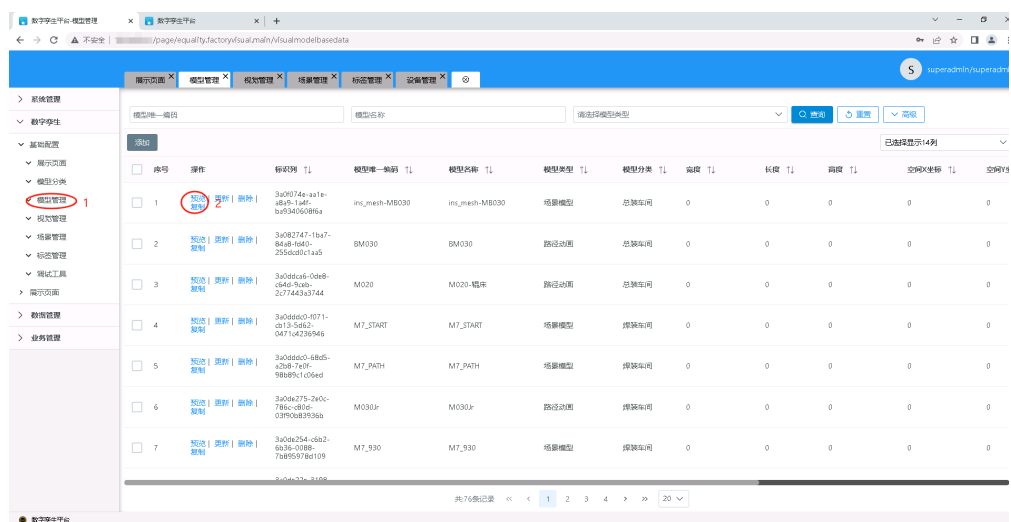 数字孪生平台-模型管理 数字孪生平台
不安全 /page/equality.factoryvisual.main/visualmodelbasedata
展示页面 模型管理 视觉管理 场景管理 标签管理 设备管理
S superadmin/superadmi
系统管理
数字孪生
基础配置
展示页面
模型分类
模型管理 1
视觉管理
场景管理
标签管理
调试工具
展示页面
数据管理
业务管理
模型唯一编码 模型名称 请选择模型类型 查询 重置 高级
添加 已选择显示14列
序号 操作 标识列 模型唯一编码 模型名称 模型类型 模型分类 宽度 长度 高度 空间X坐标 空间Y坐
1 预览 | 更新 | 删除 | 复制 2 3a0f074e-aa1e-a8a9-1a4f-ba9340608f6a ins_mesh-MB030 ins_mesh-MB030 场景模型 总装车间 0 0 0 0 0
2 预览 | 更新 | 删除 | 复制 3a082747-1ba7-84a8-fd40-255dcd0c1aa5 BM030 BM030 路径动画 总装车间 0 0 0 0 0
3 预览 | 更新 | 删除 | 复制 3a0ddca6-0de8-c64d-9ceb-2c77443a3744 M020 M020-辊床 路径动画 总装车间 0 0 0 0 0
4 预览 | 更新 | 删除 | 复制 3a0dddc0-f071-cb13-5d62-0471c4236946 M7_START M7_START 场景模型 焊装车间 0 0 0 0 0
5 预览 | 更新 | 删除 | 复制 3a0dddc0-68d5-a2b8-7e0f-98b89c1c06ed M7_PATH M7_PATH 场景模型 焊装车间 0 0 0 0 0
6 预览 | 更新 | 删除 | 复制 3a0de275-2e0c-786c-c80d-03f90b83936b M030Jr M030Jr 路径动画 焊装车间 0 0 0 0 0
7 预览 | 更新 | 删除 | 复制 3a0de254-c6b2-6b36-0088-7b895978d109 M7_930 M7_930 场景模型 焊装车间 0 0 0 0 0
共76条记录 1 2 3 4 20
数字孪生平台